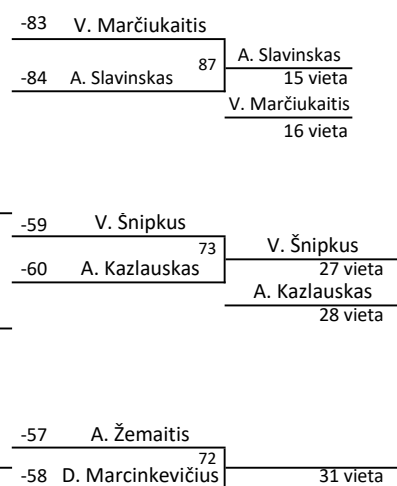 -83 V. Marčiukaitis
87 A. Slavinskas
-84 A. Slavinskas 15 vieta
V. Marčiukaitis
16 vieta
-59 V. Šnipkus
73 V. Šnipkus
-60 A. Kazlauskas 27 vieta
A. Kazlauskas
28 vieta
-57 A. Žemaitis
72
-58 D. Marcinkevičius 31 vieta